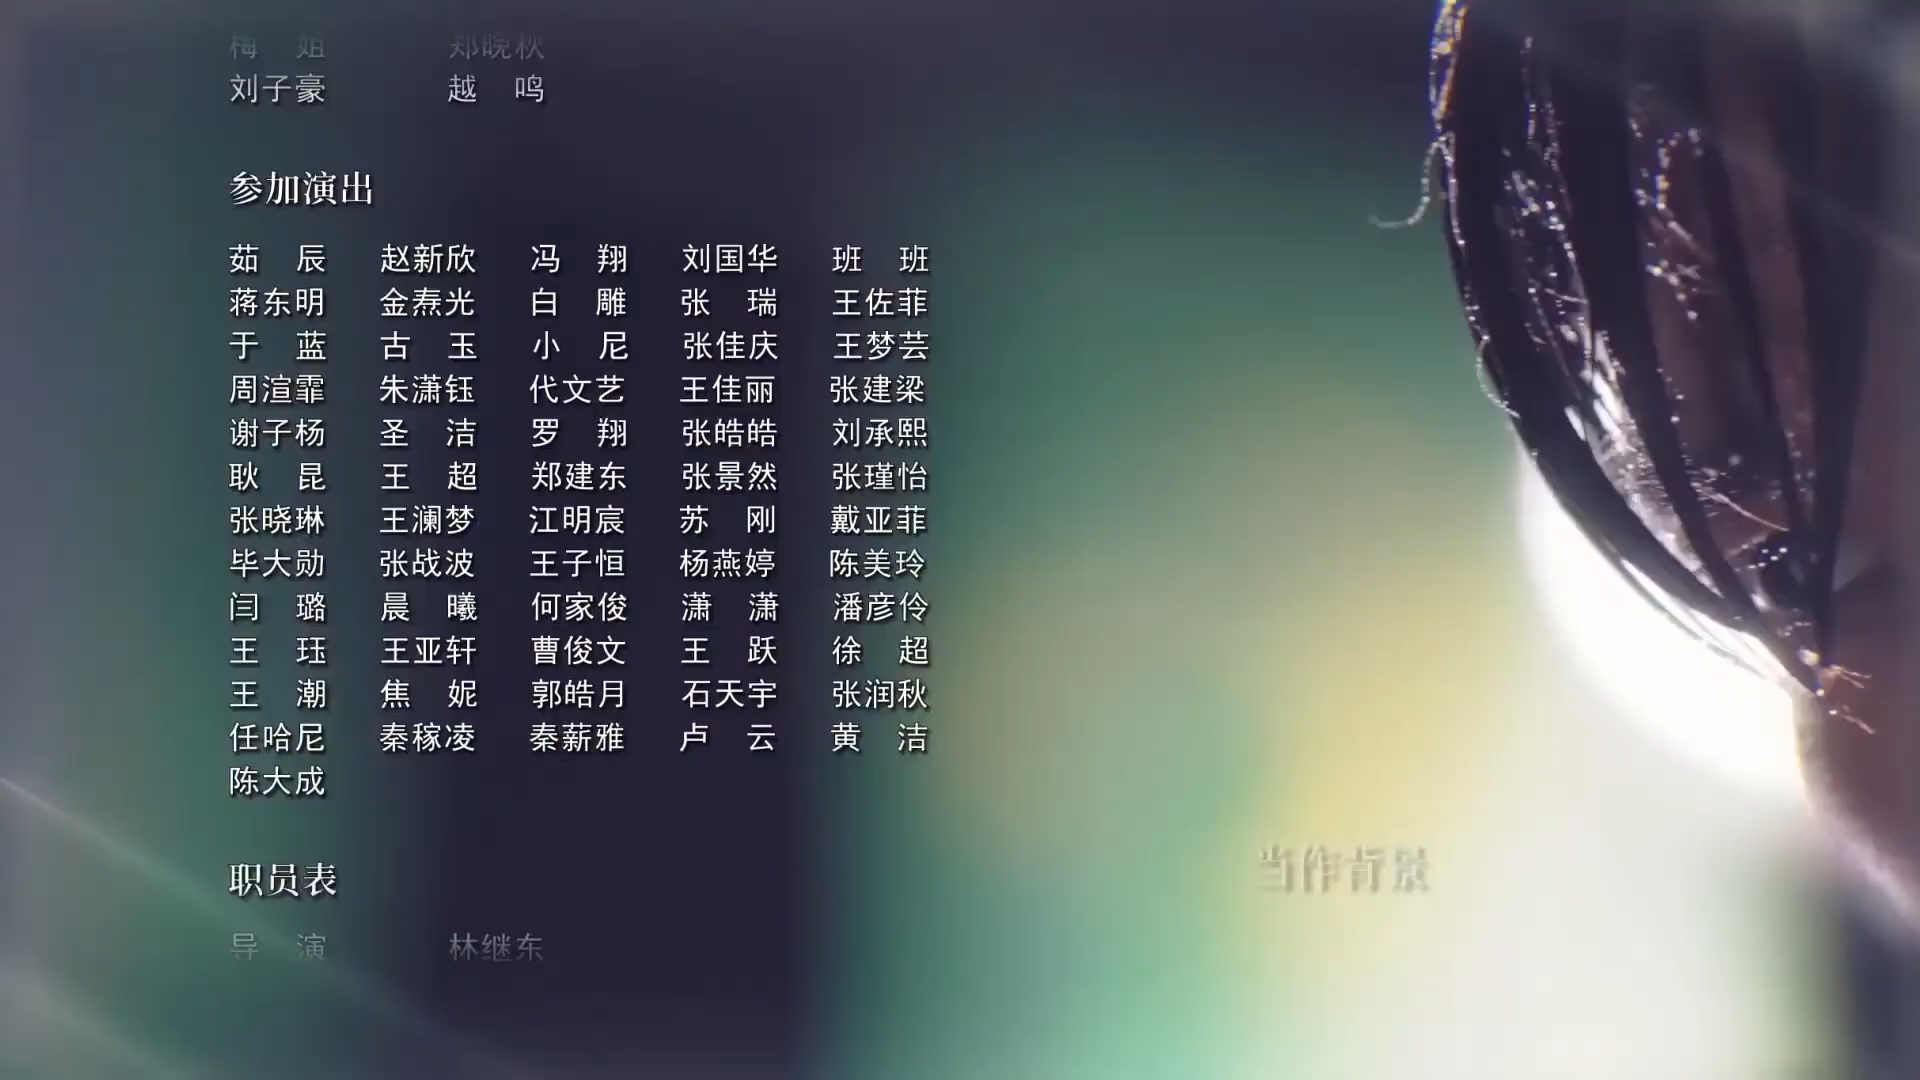 梅 姐 郑晚秋
刘子豪 越 鸣
参加演出
茹 辰 赵新欣 冯 翔 刘国华 班 班
蒋东明 金焘光 白 雕 张 瑞 王佐菲
于 蓝 古 玉 小 尼 张佳庆 王梦芸
周渲霏 朱潇钰 代文艺 王佳丽 张建梁
谢子杨 圣 洁 罗 翔 张皓皓 刘承熙
耿 昆 王 超 郑建东 张景然 张瑾怡
张晓琳 王澜梦 江明宸 苏 刚 戴亚菲
毕大勋 张战波 王子恒 杨燕婷 陈美玲
闫 璐 晨 曦 何家俊 潇 潇 潘彦伶
王 珏 王亚轩 曹俊文 王 跃 徐 超
王 潮 焦 妮 郭皓月 石天宇 张润秋
任哈尼 秦稼凌 秦薪雅 卢 云 黄 洁
陈大成
职员表
导 演 林继东
当作背景